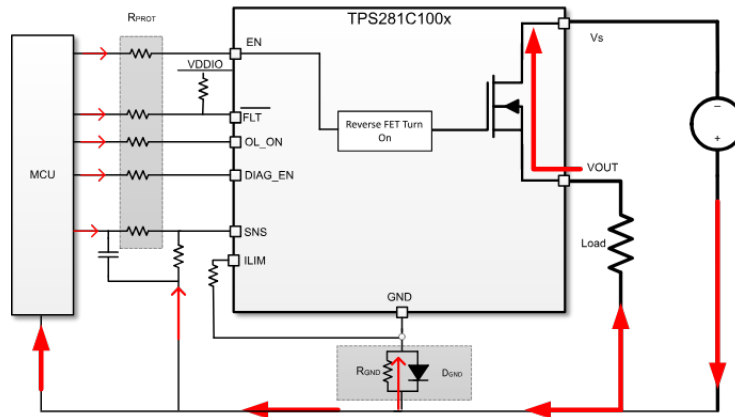 RPROT
TPS281C100x
EN
Vs
VDDIO
FLT
Reverse FET Turn
On
OL_ON
MCU
DIAG_EN
VOUT
SNS
Load
ILIM
GND
RGND
DGND
−
+